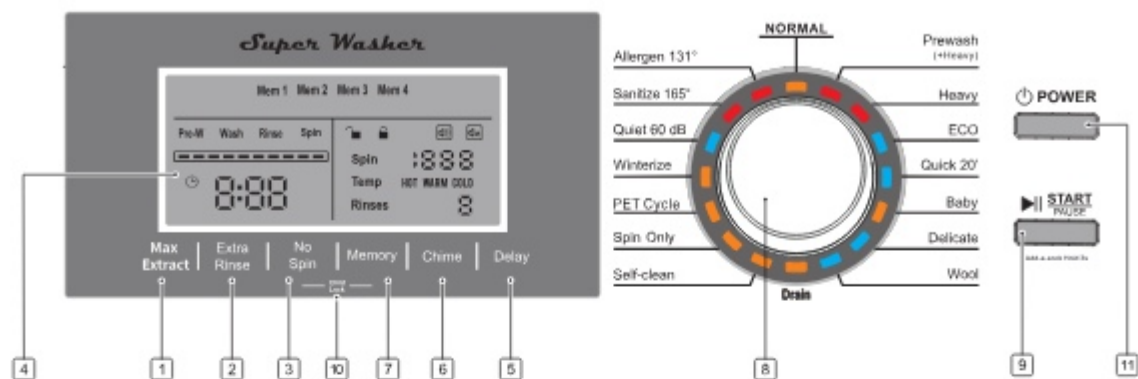 Super Washer
Mem 1 Mem 2 Mem 3 Mem 4
Pre-W Wash Rinse Spin
Spin :888
Temp HOT WARM COLD
Rinses 8
8:88
Max Extract
Extra Rinse
No Spin
Memory
Chime
Delay
4
1
2
3
10
7
6
5
NORMAL
Allergen 131°
Sanitize 165°
Quiet 60 dB
Winterize
PET Cycle
Spin Only
Self-clean
Drain
Prewash
(+Heavy)
Heavy
ECO
Quick 20'
Baby
Delicate
Wool
8
POWER
START
PAUSE
9
11